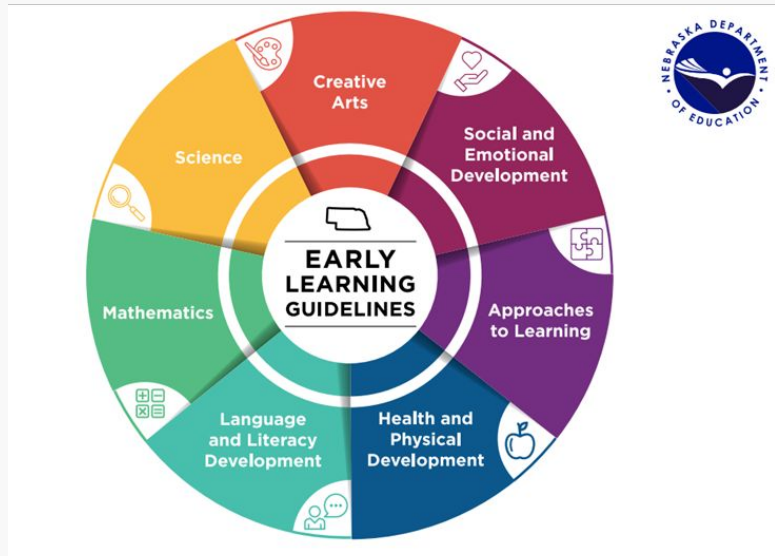 Creative
Arts
Social and
Emotional
Development
Approaches
to Learning
Health and
Physical
Development
Language
and Literacy
Development
Mathematics
Science
EARLY
LEARNING
GUIDELINES
NEBRASKA DEPARTMENT
OF EDUCATION